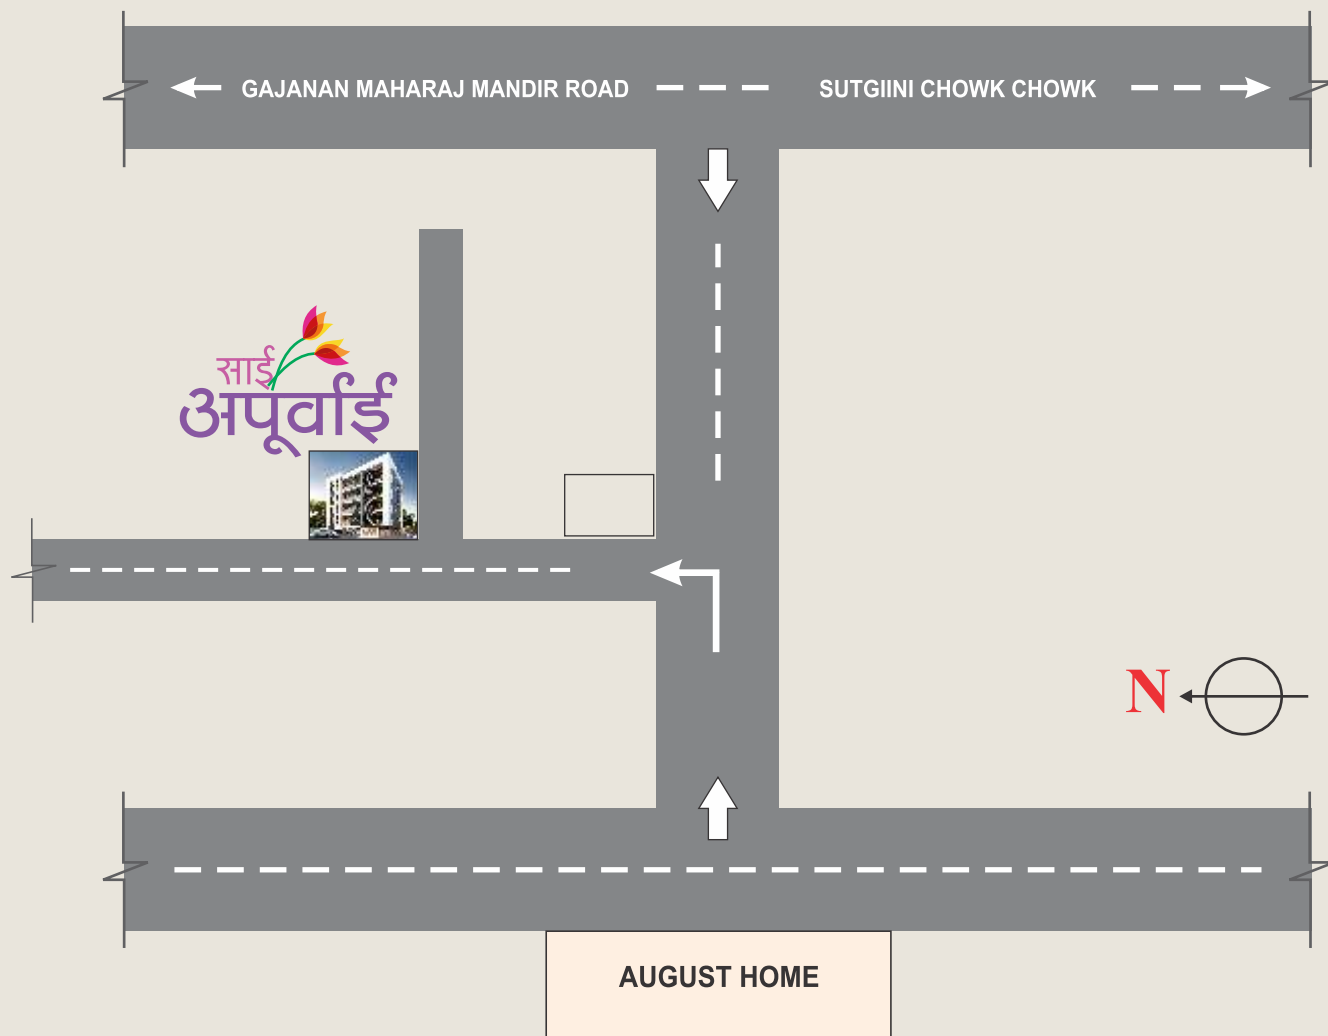 GAJANAN MAHARAJ MANDIR ROAD
SUTGIINI CHOWK CHOWK
साई
अपूर्वाई
N
AUGUST HOME